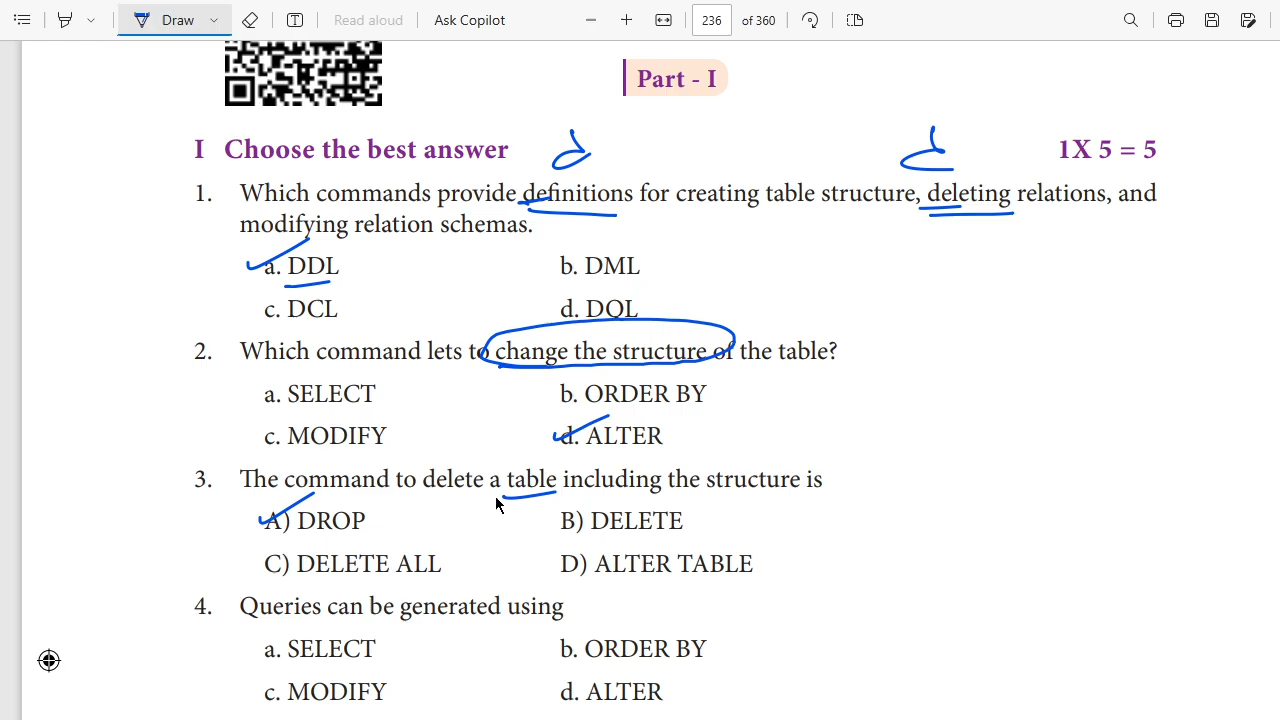 Draw
Read aloud
Ask Copilot
236 of 360
Part - I
I Choose the best answer 1X 5 = 5
d d
1. Which commands provide definitions for creating table structure, deleting relations, and
modifying relation schemas.
a. DDL b. DML
c. DCL d. DQL
2. Which command lets to change the structure of the table?
a. SELECT b. ORDER BY
c. MODIFY d. ALTER
3. The command to delete a table including the structure is
A) DROP B) DELETE
C) DELETE ALL D) ALTER TABLE
4. Queries can be generated using
a. SELECT b. ORDER BY
c. MODIFY d. ALTER